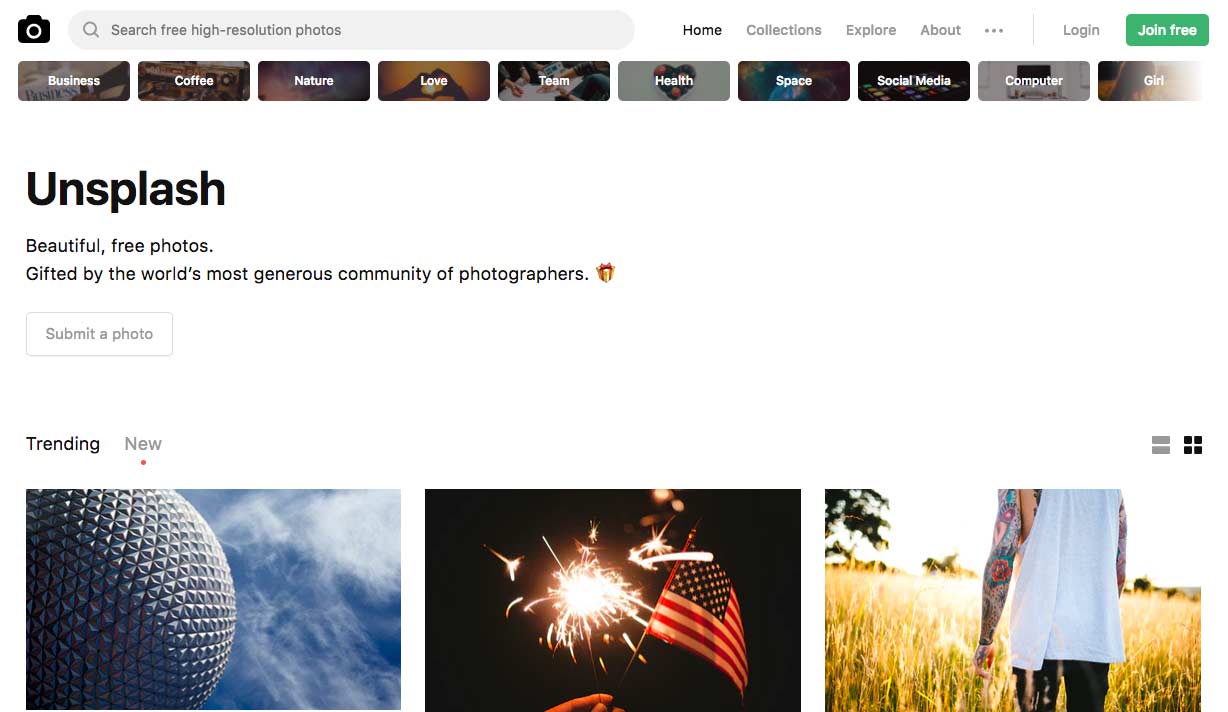 Search free high-resolution photos
Home Collections Explore About ••• Login Join free
Business Coffee Nature Love Team Health Space Social Media Computer Girl
Unsplash
Beautiful, free photos.
Gifted by the world’s most generous community of photographers. 🎁
Submit a photo
Trending New